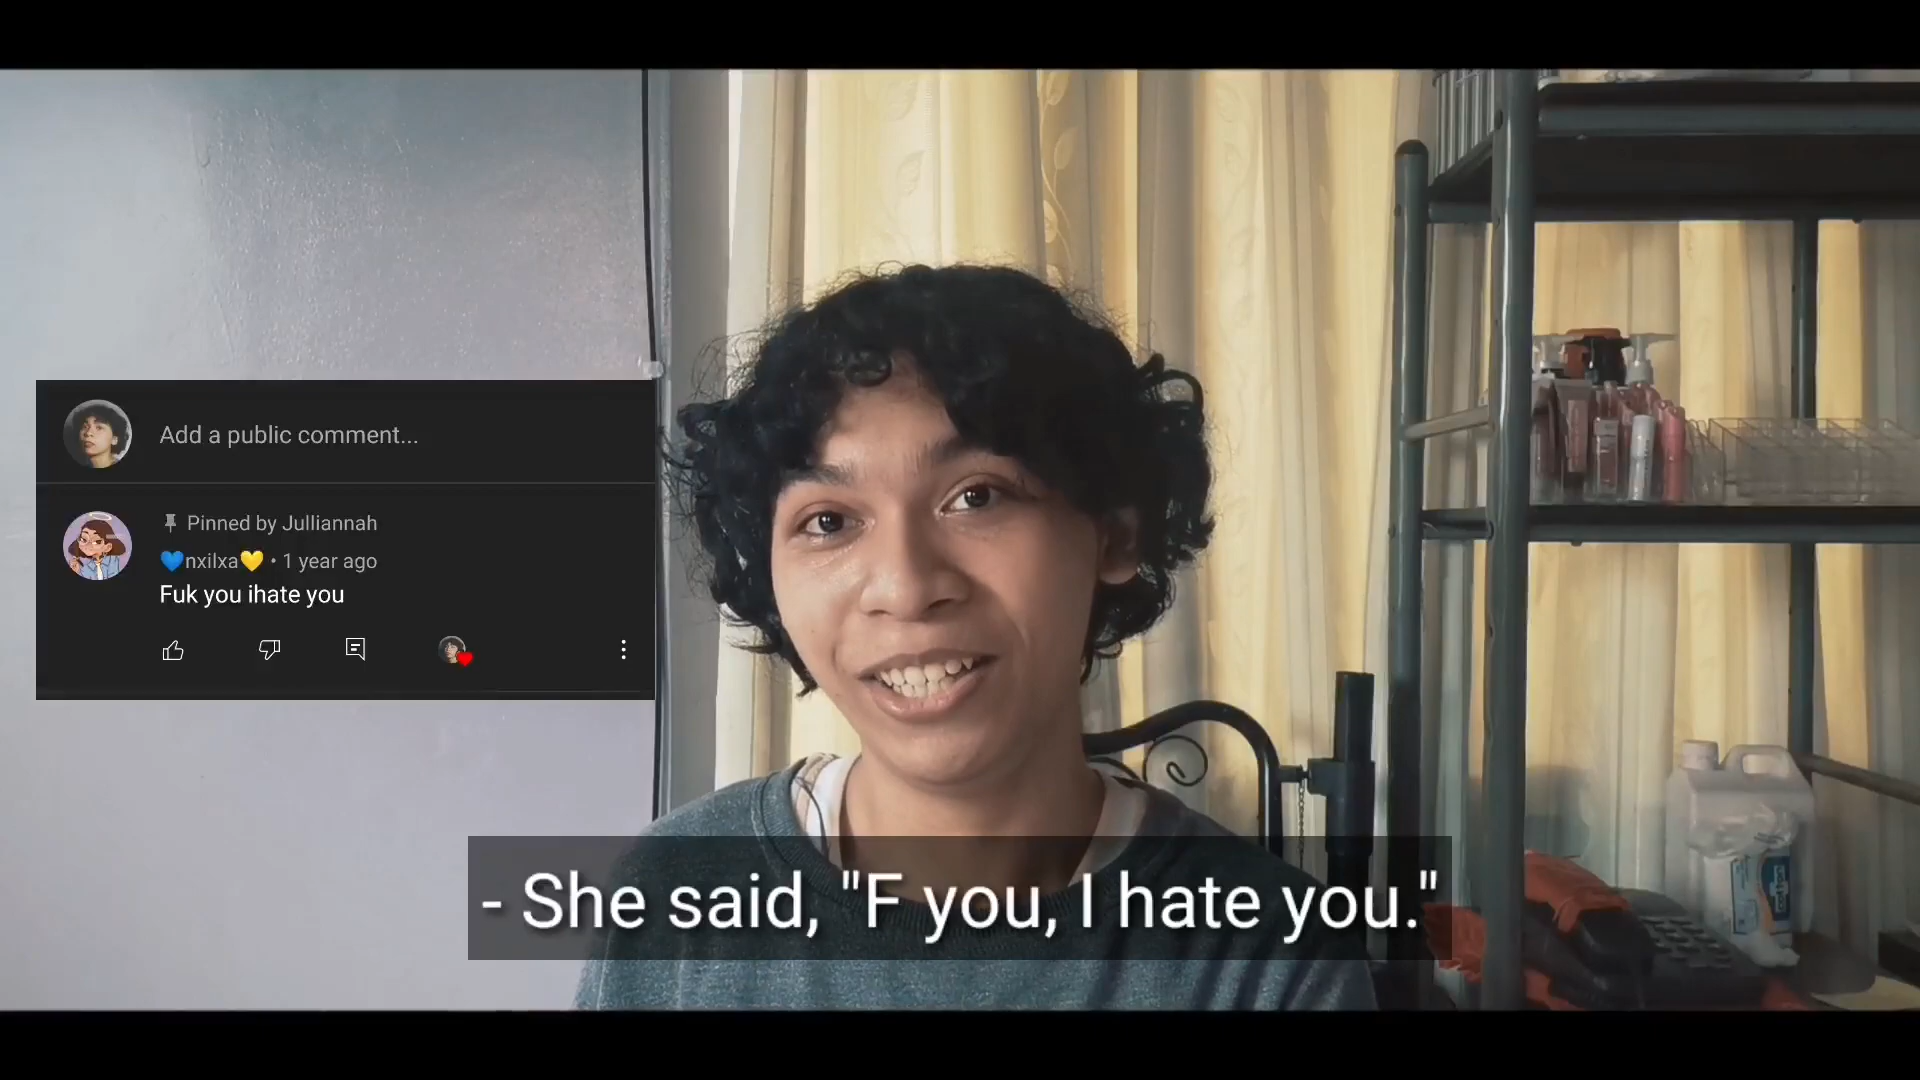 Add a public comment...
Pinned by Julliannah
💙nxilxa💛 • 1 year ago
Fuk you ihate you
- She said, "F you, I hate you."